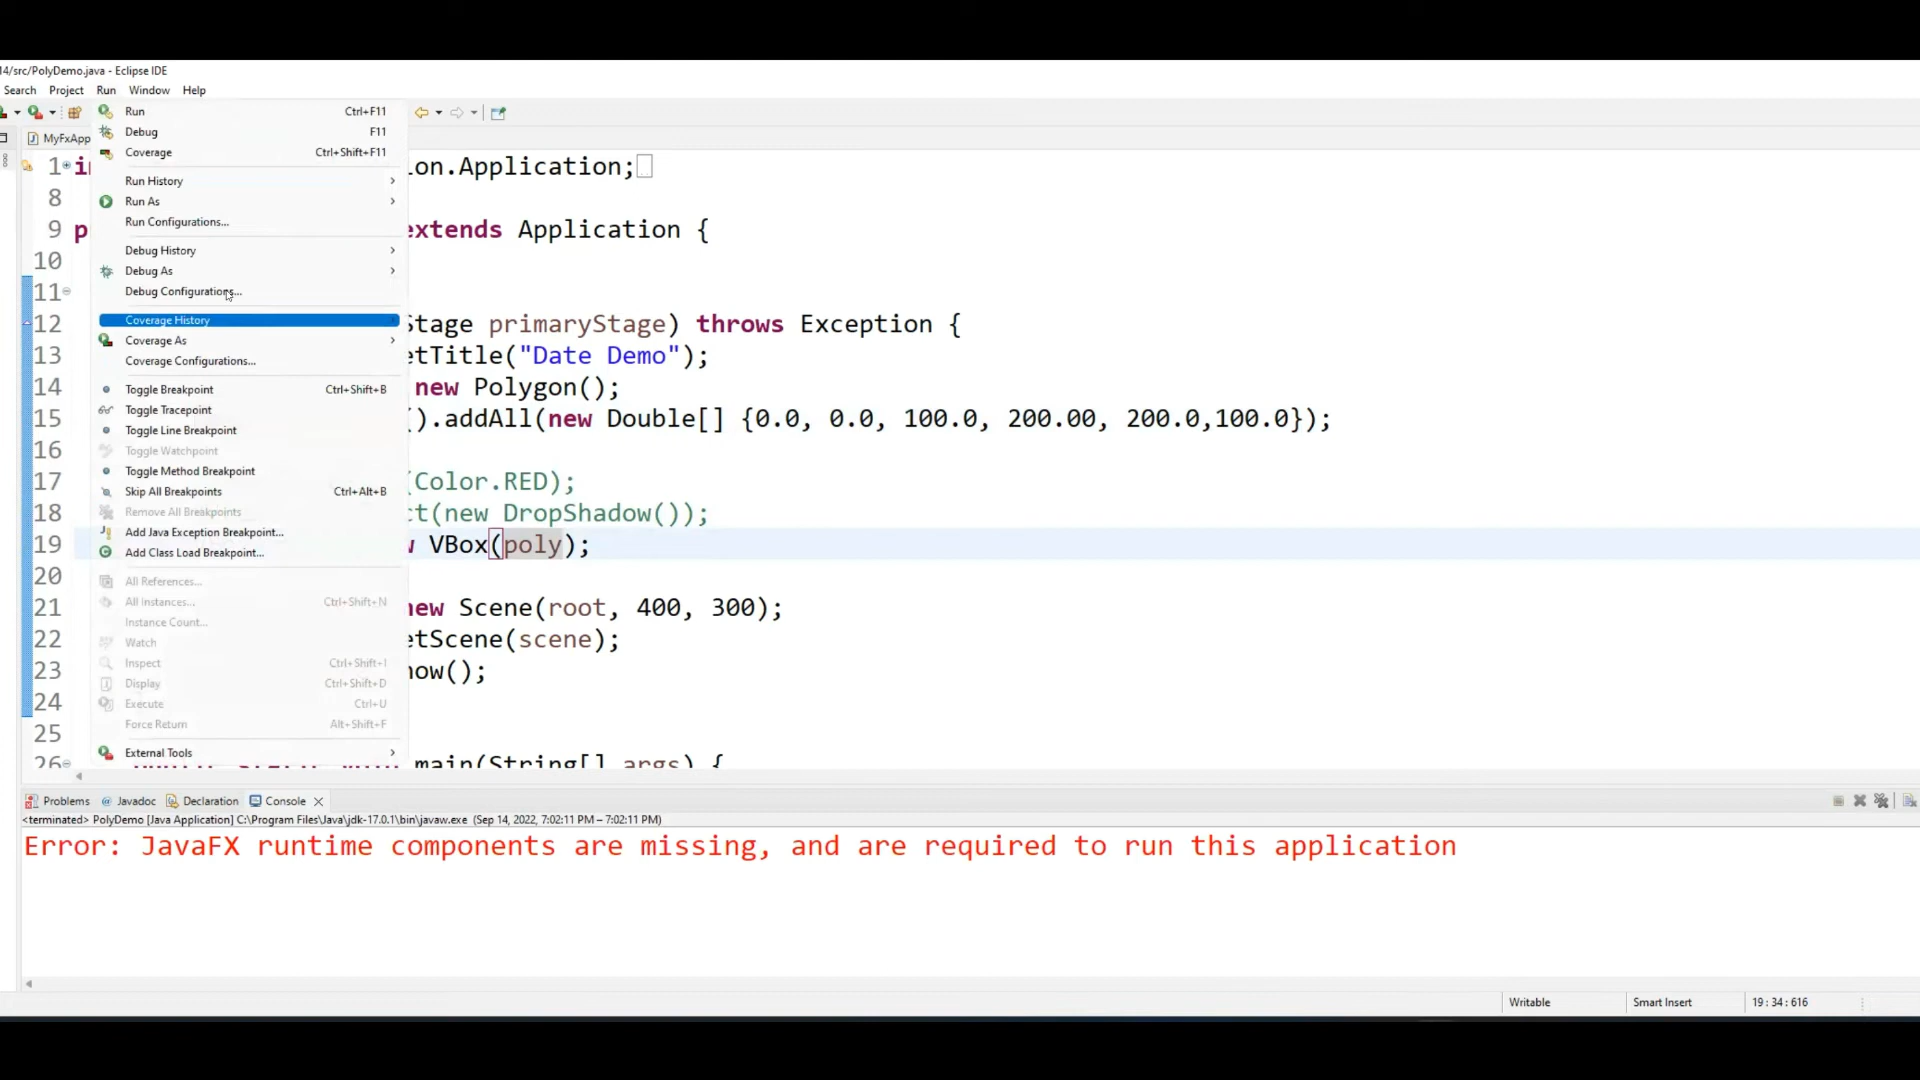 14/src/PolyDemo.java - Eclipse IDE
Search Project Run Window Help
Run Ctrl+F11
Debug F11
Coverage Ctrl+Shift+F11
Run History
Run As
Run Configurations...
Debug History
Debug As
Debug Configurations...
Coverage History
Coverage As
Coverage Configurations...
Toggle Breakpoint Ctrl+Shift+B
Toggle Tracepoint
Toggle Line Breakpoint
Toggle Watchpoint
Toggle Method Breakpoint
Skip All Breakpoints Ctrl+Alt+B
Remove All Breakpoints
Add Java Exception Breakpoint...
Add Class Load Breakpoint...
All References...
All Instances... Ctrl+Shift+N
Instance Count...
Watch
Inspect Ctrl+Shift+I
Display Ctrl+Shift+D
Execute Ctrl+U
Force Return Alt+Shift+F
External Tools
MyFxApp
1 i on.Application;
8
9 p extends Application {
10
11
12 Stage primaryStage) throws Exception {
13 etTitle("Date Demo");
14 new Polygon();
15 ().addAll(new Double[] {0.0, 0.0, 100.0, 200.00, 200.0,100.0});
16
17 (Color.RED);
18 ct(new DropShadow());
19 VBox(poly);
20
21 new Scene(root, 400, 300);
22 etScene(scene);
23 how();
24
25
26 main(String[] args) {
Problems @ Javadoc Declaration Console
<terminated> PolyDemo [Java Application] C:\Program Files\Java\jdk-17.0.1\bin\javaw.exe (Sep 14, 2022, 7:02:11 PM – 7:02:11 PM)
Error: JavaFX runtime components are missing, and are required to run this application
Writable Smart Insert 19 : 34 : 616